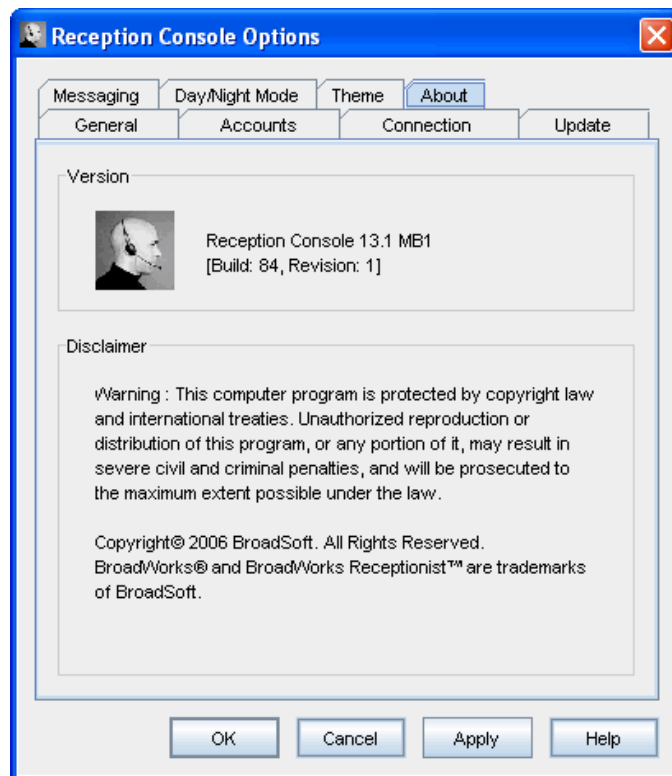 Reception Console Options
Messaging Day/Night Mode Theme About
General Accounts Connection Update
Version
Reception Console 13.1 MB1
[Build: 84, Revision: 1]
Disclaimer
Warning : This computer program is protected by copyright law
and international treaties. Unauthorized reproduction or
distribution of this program, or any portion of it, may result in
severe civil and criminal penalties, and will be prosecuted to
the maximum extent possible under the law.
Copyright© 2006 BroadSoft. All Rights Reserved.
BroadWorks® and BroadWorks Receptionist™ are trademarks
of BroadSoft.
OK Cancel Apply Help